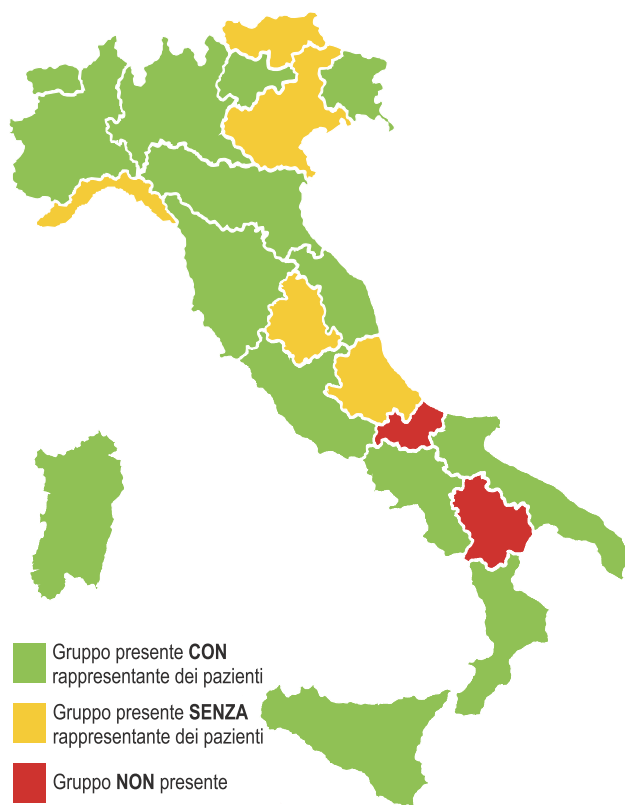 Gruppo presente CON
rappresentante dei pazienti
Gruppo presente SENZA
rappresentante dei pazienti
Gruppo NON presente